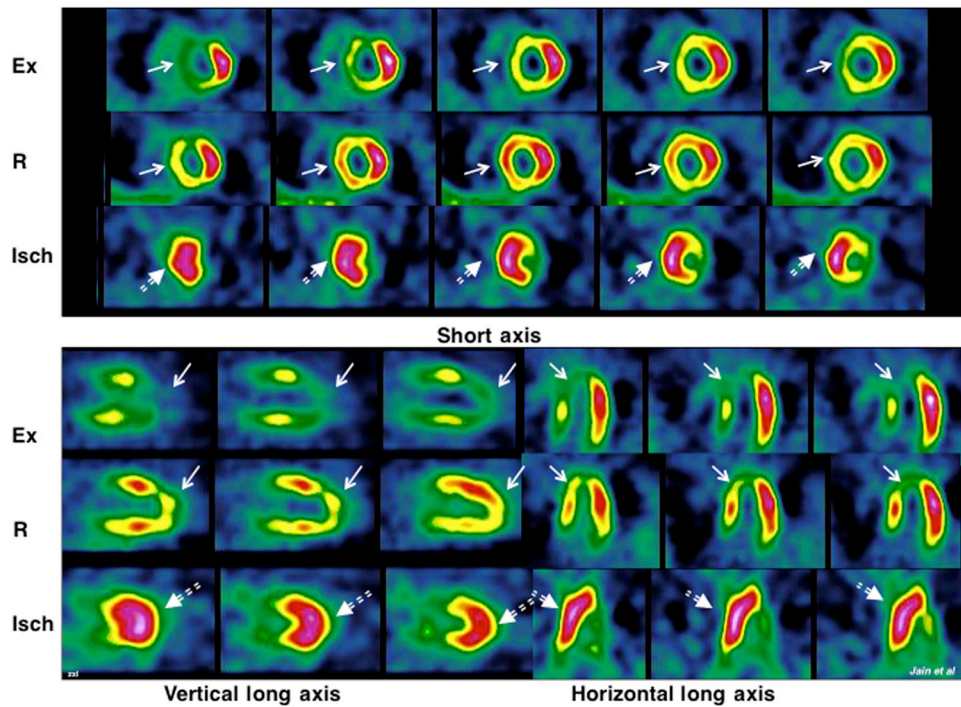 Ex
R
Isch
Short axis
Ex
R
Isch
Jain et al
Vertical long axis
Horizontal long axis